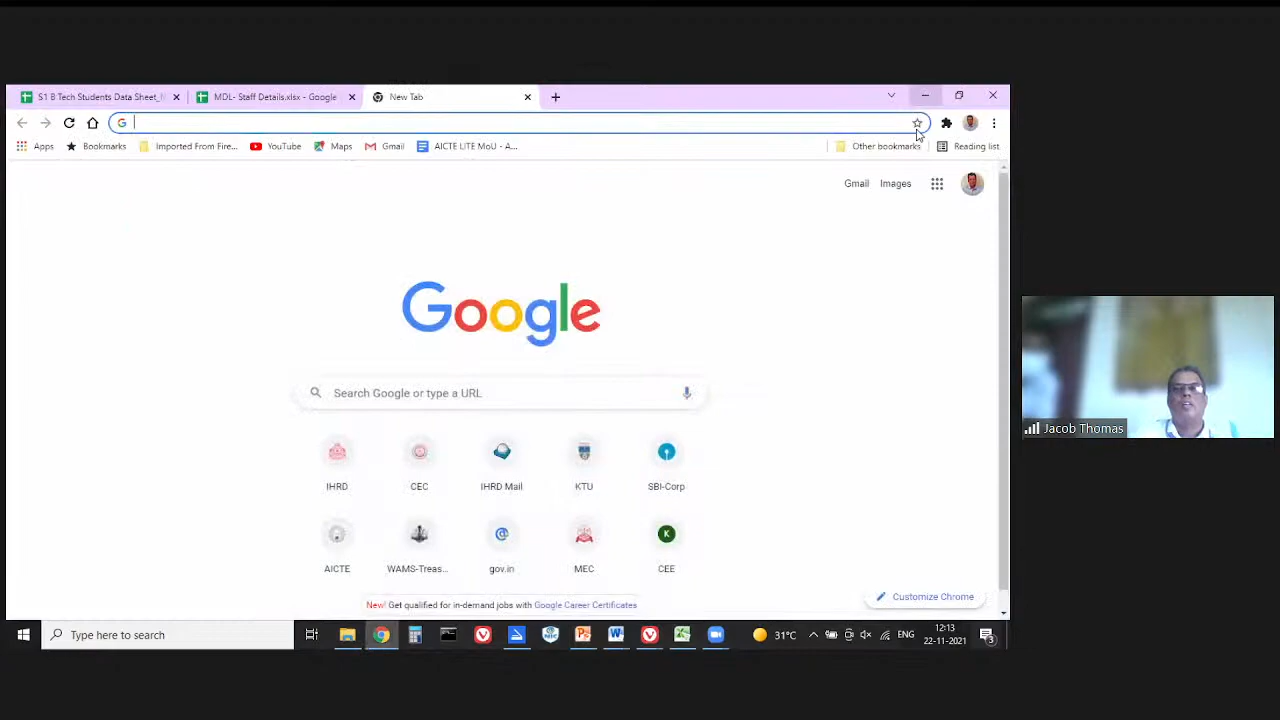 S1 B Tech Students Data Sheet_
MDL- Staff Details.xlsx - Google
New Tab
Apps
Bookmarks
Imported From Fire...
YouTube
Maps
Gmail
AICTE LITE MoU - A...
Other bookmarks
Reading list
Gmail
Images
Google
Search Google or type a URL
IHRD
CEC
IHRD Mail
KTU
SBI-Corp
AICTE
WAMS-Treas...
gov.in
MEC
CEE
New! Get qualified for in-demand jobs with Google Career Certificates
Customize Chrome
Jacob Thomas
Type here to search
31°C
ENG
12:13
22-11-2021